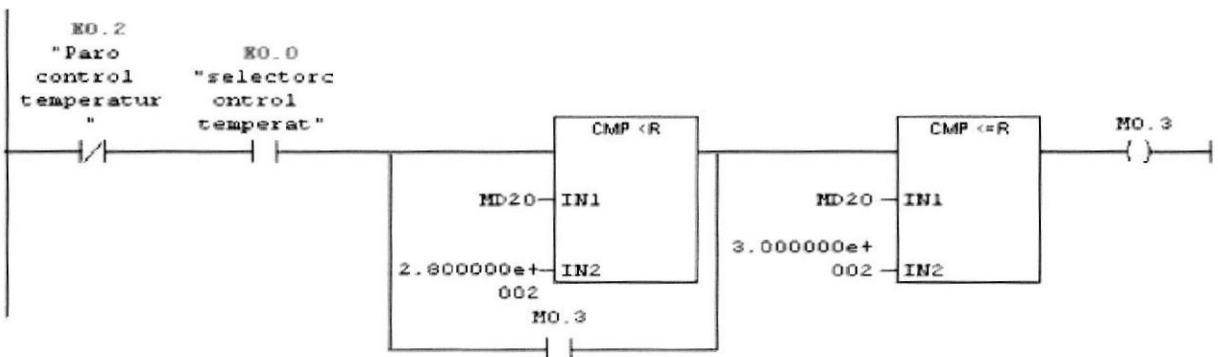 E0.2
"Paro
control
temperatur
"
E0.0
"selectorc
ontrol
temperat"
CMP <R
MD20
IN1
2.800000e+
002
IN2
M0.3
CMP <=R
MD20
IN1
3.000000e+
002
IN2
M0.3